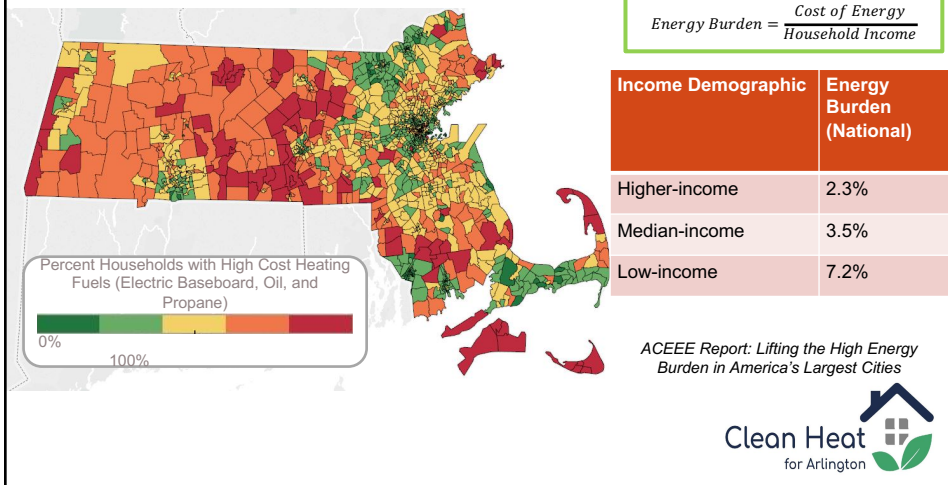 Energy Burden = Cost of Energy
Household Income
Income Demographic Energy
Burden
(National)
Higher-income 2.3%
Median-income 3.5%
Low-income 7.2%
Percent Households with High Cost Heating
Fuels (Electric Baseboard, Oil, and
Propane)
0%
100%
ACEEE Report: Lifting the High Energy
Burden in America's Largest Cities
Clean Heat
for Arlington